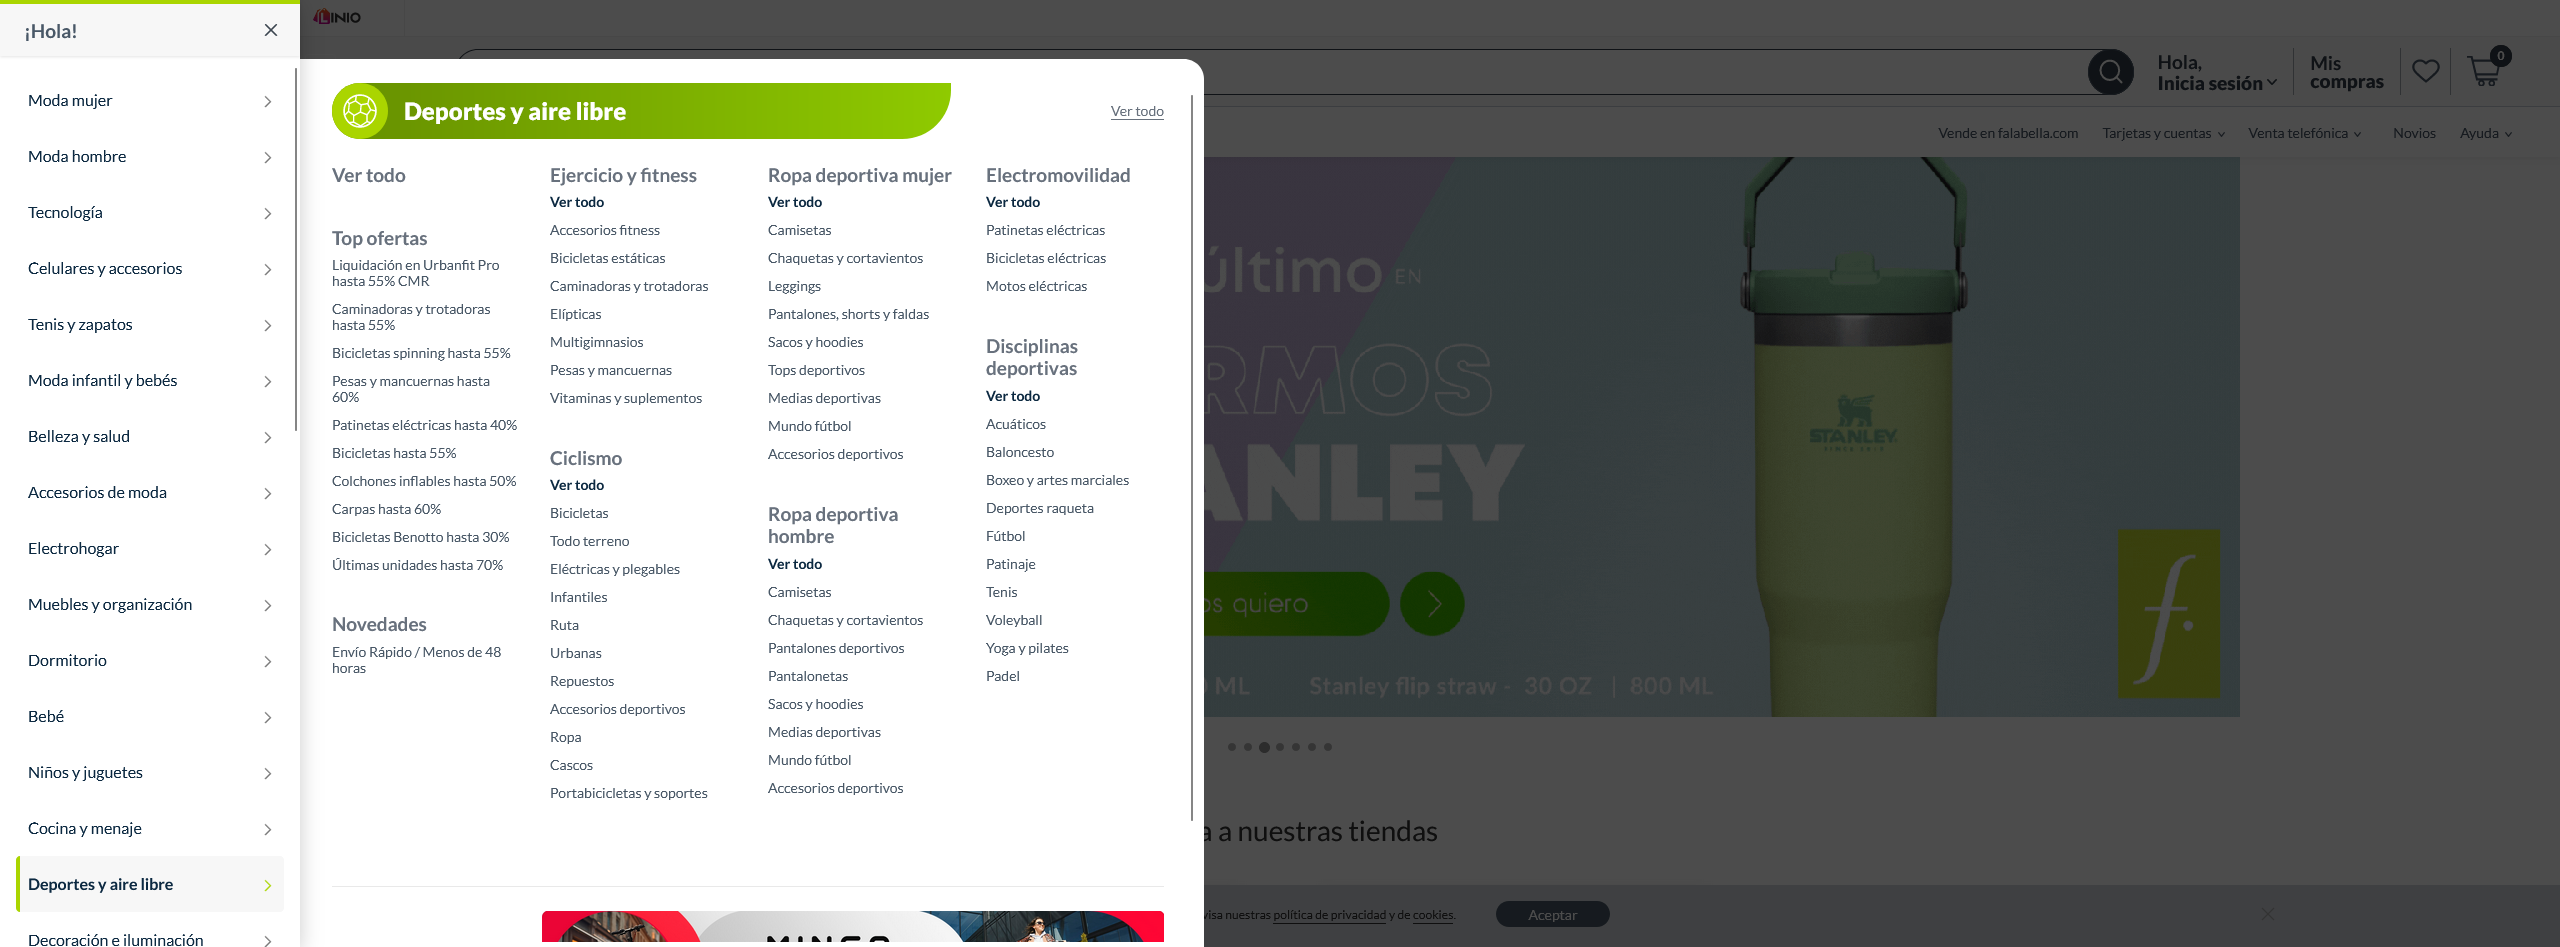 ¡Hola!
Moda mujer
Moda hombre
Tecnología
Celulares y accesorios
Tenis y zapatos
Moda infantil y bebés
Belleza y salud
Accesorios de moda
Electrohogar
Muebles y organización
Dormitorio
Bebé
Niños y juguetes
Cocina y menaje
Deportes y aire libre
Decoración e iluminación
LINIO
Deportes y aire libre
Ver todo
Ver todo
Top ofertas
Liquidación en Urbanfit Pro
hasta 55% CMR
Caminadoras y trotadoras
hasta 55%
Bicicletas spinning hasta 55%
Pesas y mancuernas hasta
60%
Patinetas eléctricas hasta 40%
Bicicletas hasta 55%
Colchones inflables hasta 50%
Carpas hasta 60%
Bicicletas Benotto hasta 30%
Últimas unidades hasta 70%
Novedades
Envío Rápido / Menos de 48
horas
Ejercicio y fitness
Ver todo
Accesorios fitness
Bicicletas estáticas
Caminadoras y trotadoras
Elípticas
Multigimnasios
Pesas y mancuernas
Vitaminas y suplementos
Ciclismo
Ver todo
Bicicletas
Todo terreno
Eléctricas y plegables
Infantiles
Ruta
Urbanas
Repuestos
Accesorios deportivos
Ropa
Cascos
Portabicicletas y soportes
Ropa deportiva mujer
Ver todo
Camisetas
Chaquetas y cortavientos
Leggings
Pantalones, shorts y faldas
Sacos y hoodies
Tops deportivos
Medias deportivas
Mundo fútbol
Accesorios deportivos
Ropa deportiva
hombre
Ver todo
Camisetas
Chaquetas y cortavientos
Pantalones deportivos
Pantalonetas
Sacos y hoodies
Medias deportivas
Mundo fútbol
Accesorios deportivos
Electromovilidad
Ver todo
Patinetas eléctricas
Bicicletas eléctricas
Motos eléctricas
Disciplinas
deportivas
Ver todo
Acuáticos
Baloncesto
Boxeo y artes marciales
Deportes raqueta
Fútbol
Patinaje
Tenis
Voleyball
Yoga y pilates
Padel
Hola,
Inicia sesión
Mis
compras
0
Vende en falabella.com
Tarjetas y cuentas
Venta telefónica
Novios
Ayuda
último EN
RMOS
ANLEY
os quiero
0 ML
Stanley flip straw - 30 OZ | 800 ML
STANLEY
SINCE 1913
f.
a a nuestras tiendas
visa nuestras política de privacidad y de cookies.
Aceptar